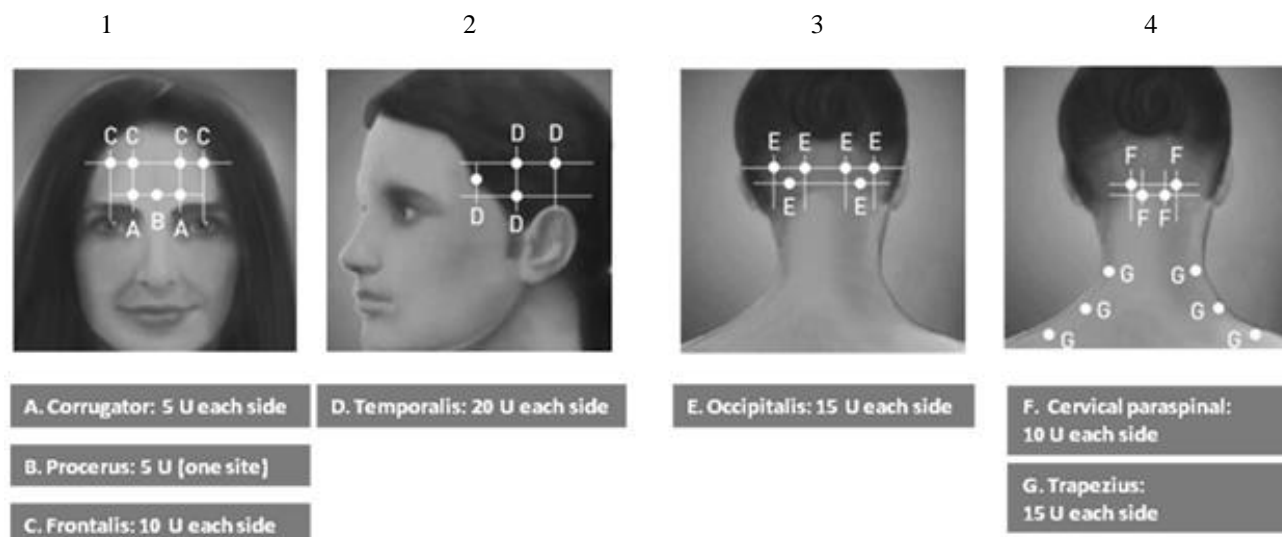 1 2 3 4
C C C C
A B A
D D
D D
E E E E
E E
F F
F F
G G
G G
G G
A. Corrugator: 5 U each side
B. Procerus: 5 U (one site)
C. Frontalis: 10 U each side
D. Temporalis: 20 U each side
E. Occipitalis: 15 U each side
F. Cervical paraspinal:
10 U each side
G. Trapezius:
15 U each side